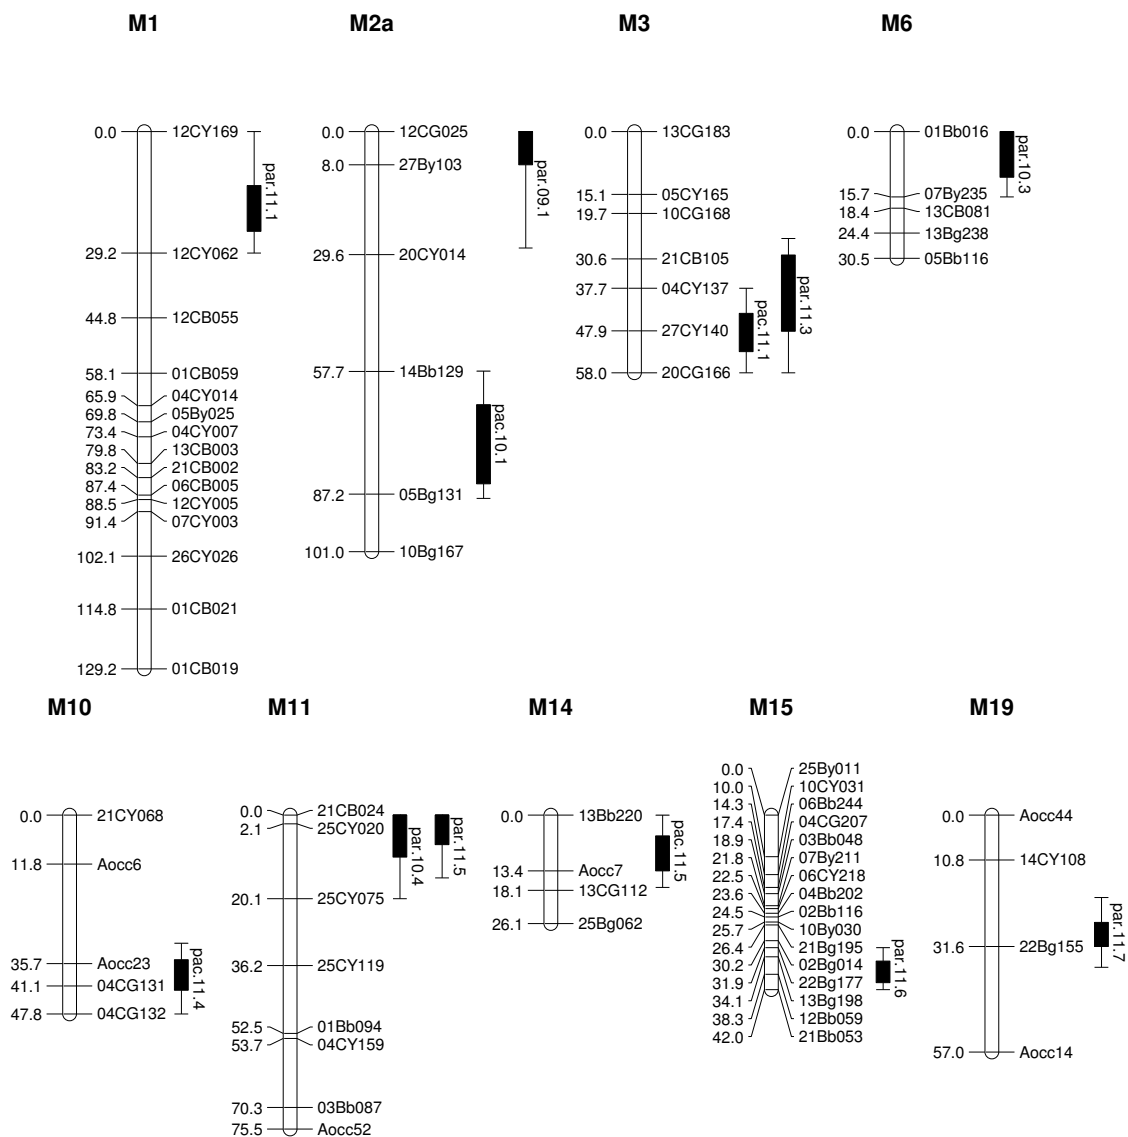 M1
M2a
M3
M6
0.0 12CY169
29.2 12CY062
44.8 12CB055
58.1 01CB059
65.9 04CY014
69.8 05By025
73.4 04CY007
79.8 13CB003
83.2 21CB002
87.4 06CB005
88.5 12CY005
91.4 07CY003
102.1 26CY026
114.8 01CB021
129.2 01CB019
par.11.1
0.0 12CG025
8.0 27By103
29.6 20CY014
57.7 14Bb129
87.2 05Bg131
101.0 10Bg167
par.09.1
pac.10.1
0.0 13CG183
15.1 05CY165
19.7 10CG168
30.6 21CB105
37.7 04CY137
47.9 27CY140
58.0 20CG166
pac.11.1
par.11.3
0.0 01Bb016
15.7 07By235
18.4 13CB081
24.4 13Bg238
30.5 05Bb116
par.10.3
M10
M11
M14
M15
M19
0.0 21CY068
11.8 Aocc6
35.7 Aocc23
41.1 04CG131
47.8 04CG132
pac.11.4
0.0 21CB024
2.1 25CY020
20.1 25CY075
36.2 25CY119
52.5 01Bb094
53.7 04CY159
70.3 03Bb087
75.5 Aocc52
par.10.4
par.11.5
0.0 13Bb220
13.4 Aocc7
18.1 13CG112
26.1 25Bg062
pac.11.5
0.0 25By011
10.0 10CY031
14.3 06Bb244
17.4 04CG207
18.9 03Bb048
21.8 07By211
22.5 06CY218
23.6 04Bb202
24.5 02Bb116
25.7 10By030
26.4 21Bg195
30.2 02Bg014
31.9 22Bg177
34.1 13Bg198
38.3 12Bb059
42.0 21Bb053
par.11.6
0.0 Aocc44
10.8 14CY108
31.6 22Bg155
57.0 Aocc14
par.11.7